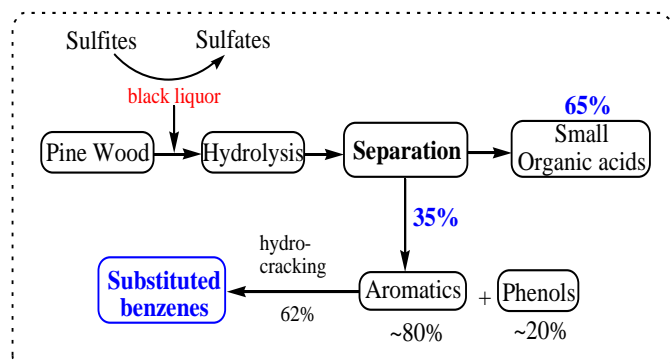 Sulfites Sulfates
black liquor
65%
Pine Wood Hydrolysis Separation Small
Organic acids
35%
hydro-
cracking
Substituted
benzenes
62%
Aromatics + Phenols
~80% ~20%